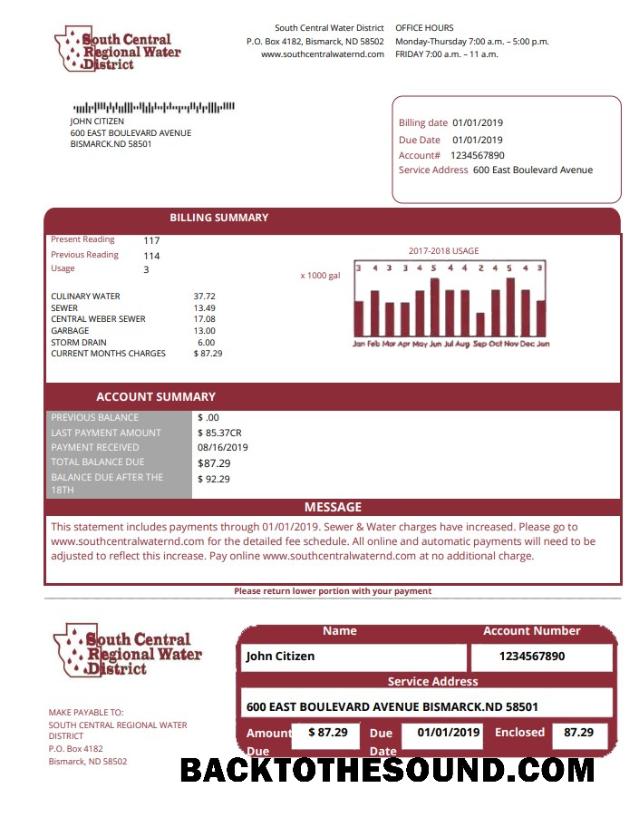 South Central
Regional Water
District
South Central Water District
P.O. Box 4182, Bismarck, ND 58502
www.southcentralwaternd.com
OFFICE HOURS
Monday-Thursday 7:00 a.m. – 5:00 p.m.
FRIDAY 7:00 a.m. – 11 a.m.
JOHN CITIZEN
600 EAST BOULEVARD AVENUE
BISMARCK.ND 58501
Billing date 01/01/2019
Due Date 01/01/2019
Account# 1234567890
Service Address 600 East Boulevard Avenue
BILLING SUMMARY
Present Reading 117
Previous Reading 114
Usage 3
CULINARY WATER 37.72
SEWER 13.49
CENTRAL WEBER SEWER 17.08
GARBAGE 13.00
STORM DRAIN 6.00
CURRENT MONTHS CHARGES $ 87.29
2017-2018 USAGE
x 1000 gal
3 4 3 3 4 5 4 4 2 4 5 4 3
Jan Feb Mar Apr May Jun Jul Aug Sep Oct Nov Dec Jan
ACCOUNT SUMMARY
PREVIOUS BALANCE $ .00
LAST PAYMENT AMOUNT $ 85.37CR
PAYMENT RECEIVED 08/16/2019
TOTAL BALANCE DUE $87.29
BALANCE DUE AFTER THE $ 92.29
18TH
MESSAGE
This statement includes payments through 01/01/2019. Sewer & Water charges have increased. Please go to
www.southcentralwaternd.com for the detailed fee schedule. All online and automatic payments will need to be
adjusted to reflect this increase. Pay online www.southcentralwaternd.com at no additional charge.
Please return lower portion with your payment
South Central
Regional Water
District
MAKE PAYABLE TO:
SOUTH CENTRAL REGIONAL WATER
DISTRICT
P.O. Box 4182
Bismarck, ND 58502
Name Account Number
John Citizen 1234567890
Service Address
600 EAST BOULEVARD AVENUE BISMARCK.ND 58501
Amount $ 87.29 Due 01/01/2019 Enclosed 87.29
Due Date
BACKTOTHESOUND.COM